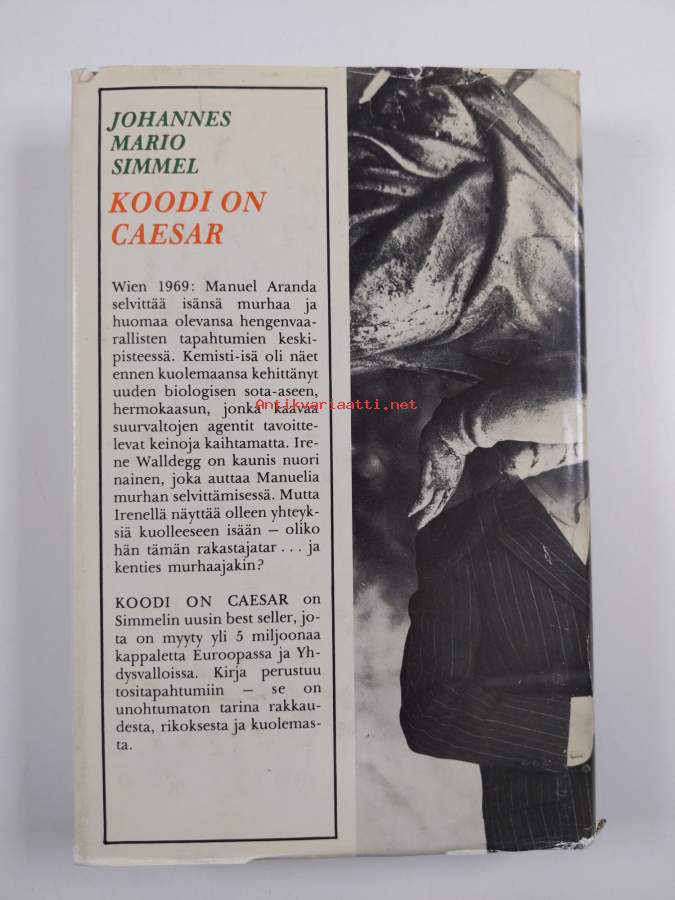 JOHANNES
MARIO
SIMMEL
KOODI ON
CAESAR
Wien 1969: Manuel Aranda
selvittää isänsä murhaa ja
huomaa olevansa hengenvaa-
rallisten tapahtumien keski-
pisteessä. Kemisti-isä oli näet
ennen kuolemaansa kehittänyt
uuden biologisen sota-aseen,
hermokaasun, jonka kaavaa
Antikvariaatti.net
suurvaltojen agentit tavoitte-
levat keinoja kaihtamatta. Ire-
ne Walldegg on kaunis nuori
nainen, joka auttaa Manuelia
murhan selvittämisessä. Mutta
Irenellä näyttää olleen yhteyk-
siä kuolleeseen isään — oliko
hän tämän rakastajatar . . . ja
kenties murhaajakin?
KOODI ON CAESAR on
Simmelin uusin best seller, jo-
ta on myyty yli 5 miljoonaa
kappaletta Euroopassa ja Yh-
dysvalloissa. Kirja perustuu
tositapahtumiin — se on
unohtumaton tarina rakkau-
desta, rikoksesta ja kuolemas-
ta.